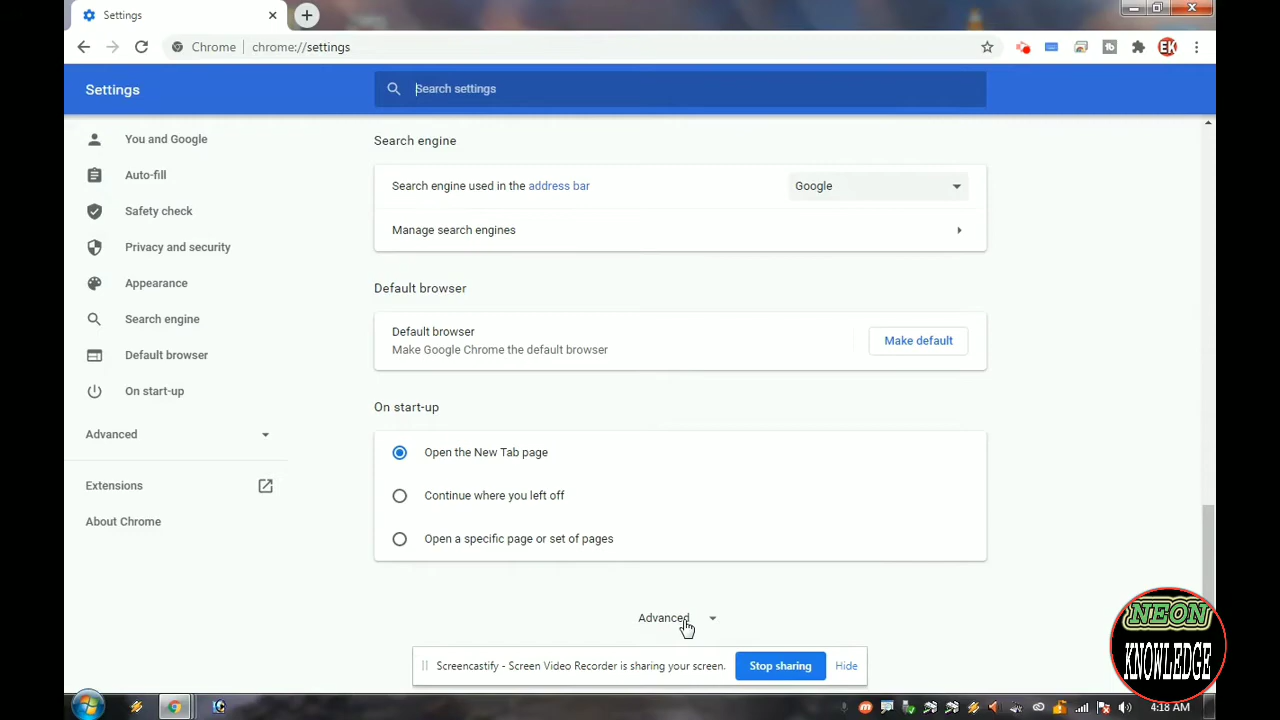 Settings
Chrome
chrome://settings
EK
Settings
Search settings
You and Google
Auto-fill
Safety check
Privacy and security
Appearance
Search engine
Default browser
On start-up
Advanced
Extensions
About Chrome
Search engine
Search engine used in the address bar
Google
Manage search engines
Default browser
Default browser
Make Google Chrome the default browser
Make default
On start-up
Open the New Tab page
Continue where you left off
Open a specific page or set of pages
Advanced
Screencastify - Screen Video Recorder is sharing your screen.
Stop sharing
Hide
NEON
KNOWLEDGE
4:18 AM